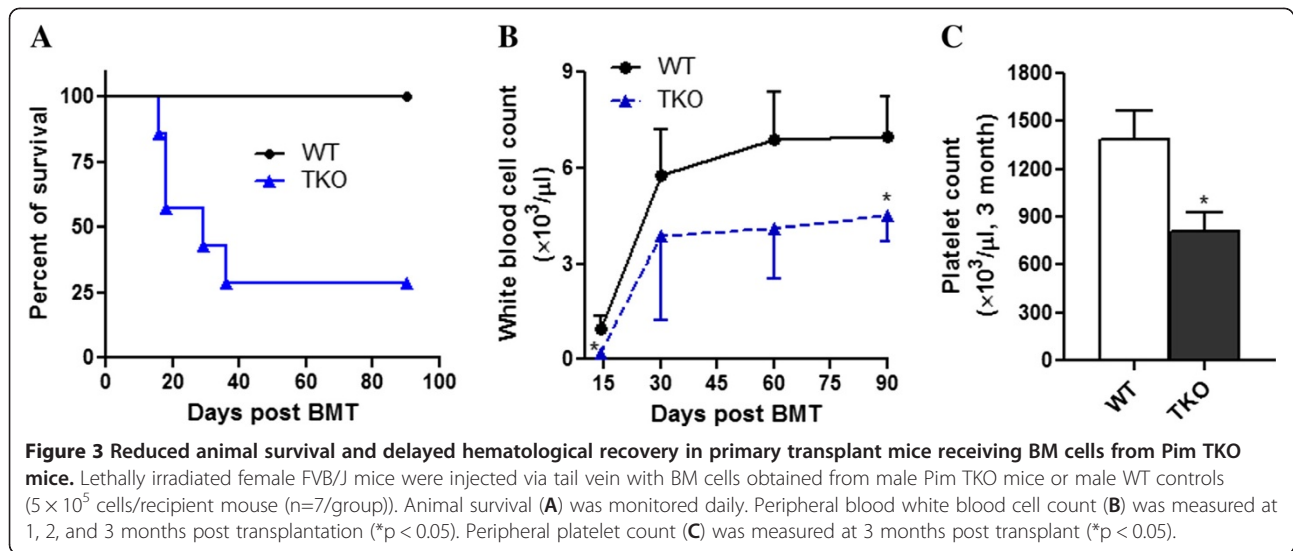 A
B
C
Percent of survival
100
75
50
25
0
WT
TKO
0 20 40 60 80 100
Days post BMT
White blood cell count
(×10³/µl)
9
6
3
0
WT
TKO
*
*
15 30 45 60 75 90
Days post BMT
Platelet count
(×10³/µl, 3 month)
1800
1500
1200
900
600
300
0
*
WT
TKO
Figure 3 Reduced animal survival and delayed hematological recovery in primary transplant mice receiving BM cells from Pim TKO
mice. Lethally irradiated female FVB/J mice were injected via tail vein with BM cells obtained from male Pim TKO mice or male WT controls
(5 × 10⁵ cells/recipient mouse (n=7/group)). Animal survival (A) was monitored daily. Peripheral blood white blood cell count (B) was measured at
1, 2, and 3 months post transplantation (*p < 0.05). Peripheral platelet count (C) was measured at 3 months post transplant (*p < 0.05).